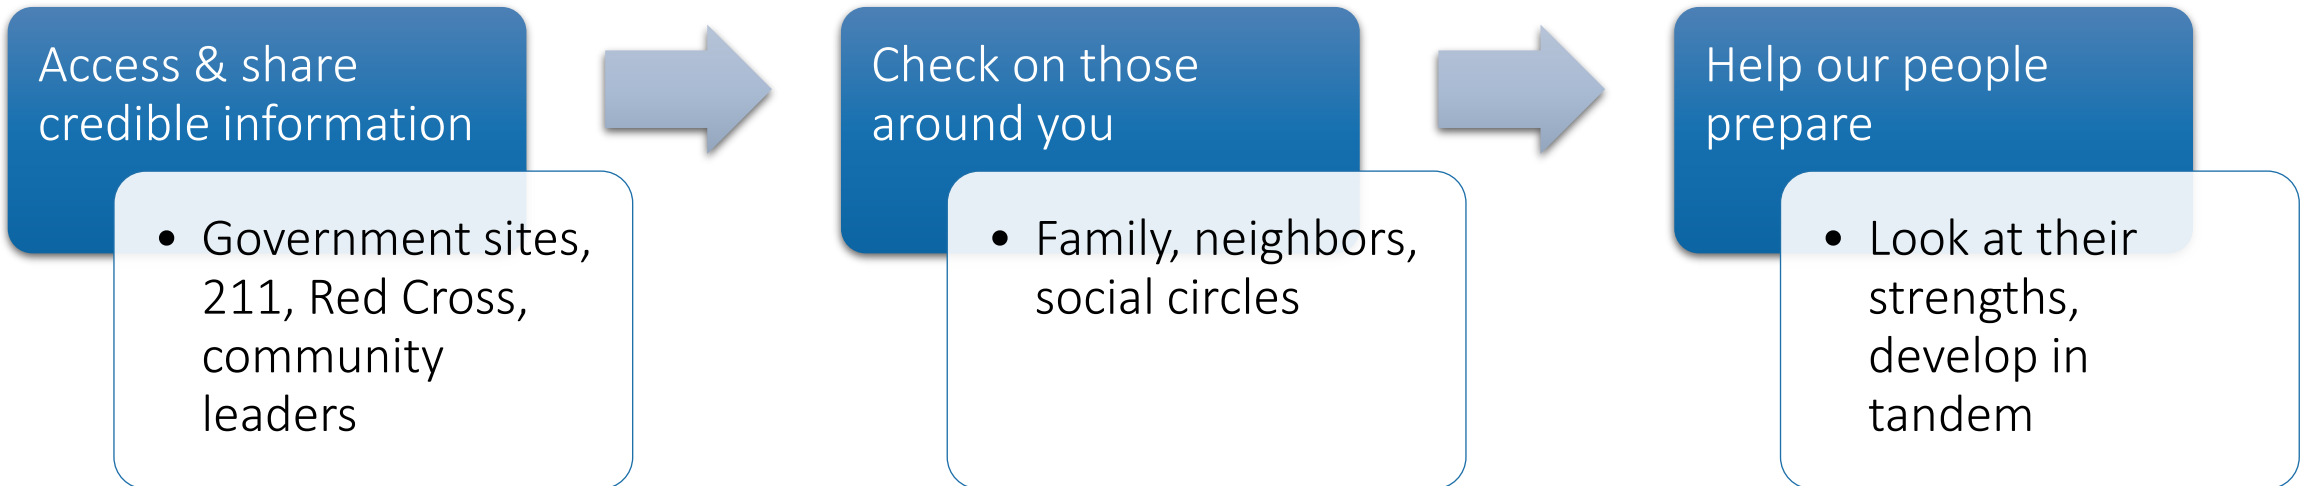 Access & share
credible information
• Government sites,
211, Red Cross,
community
leaders
Check on those
around you
• Family, neighbors,
social circles
Help our people
prepare
• Look at their
strengths,
develop in
tandem